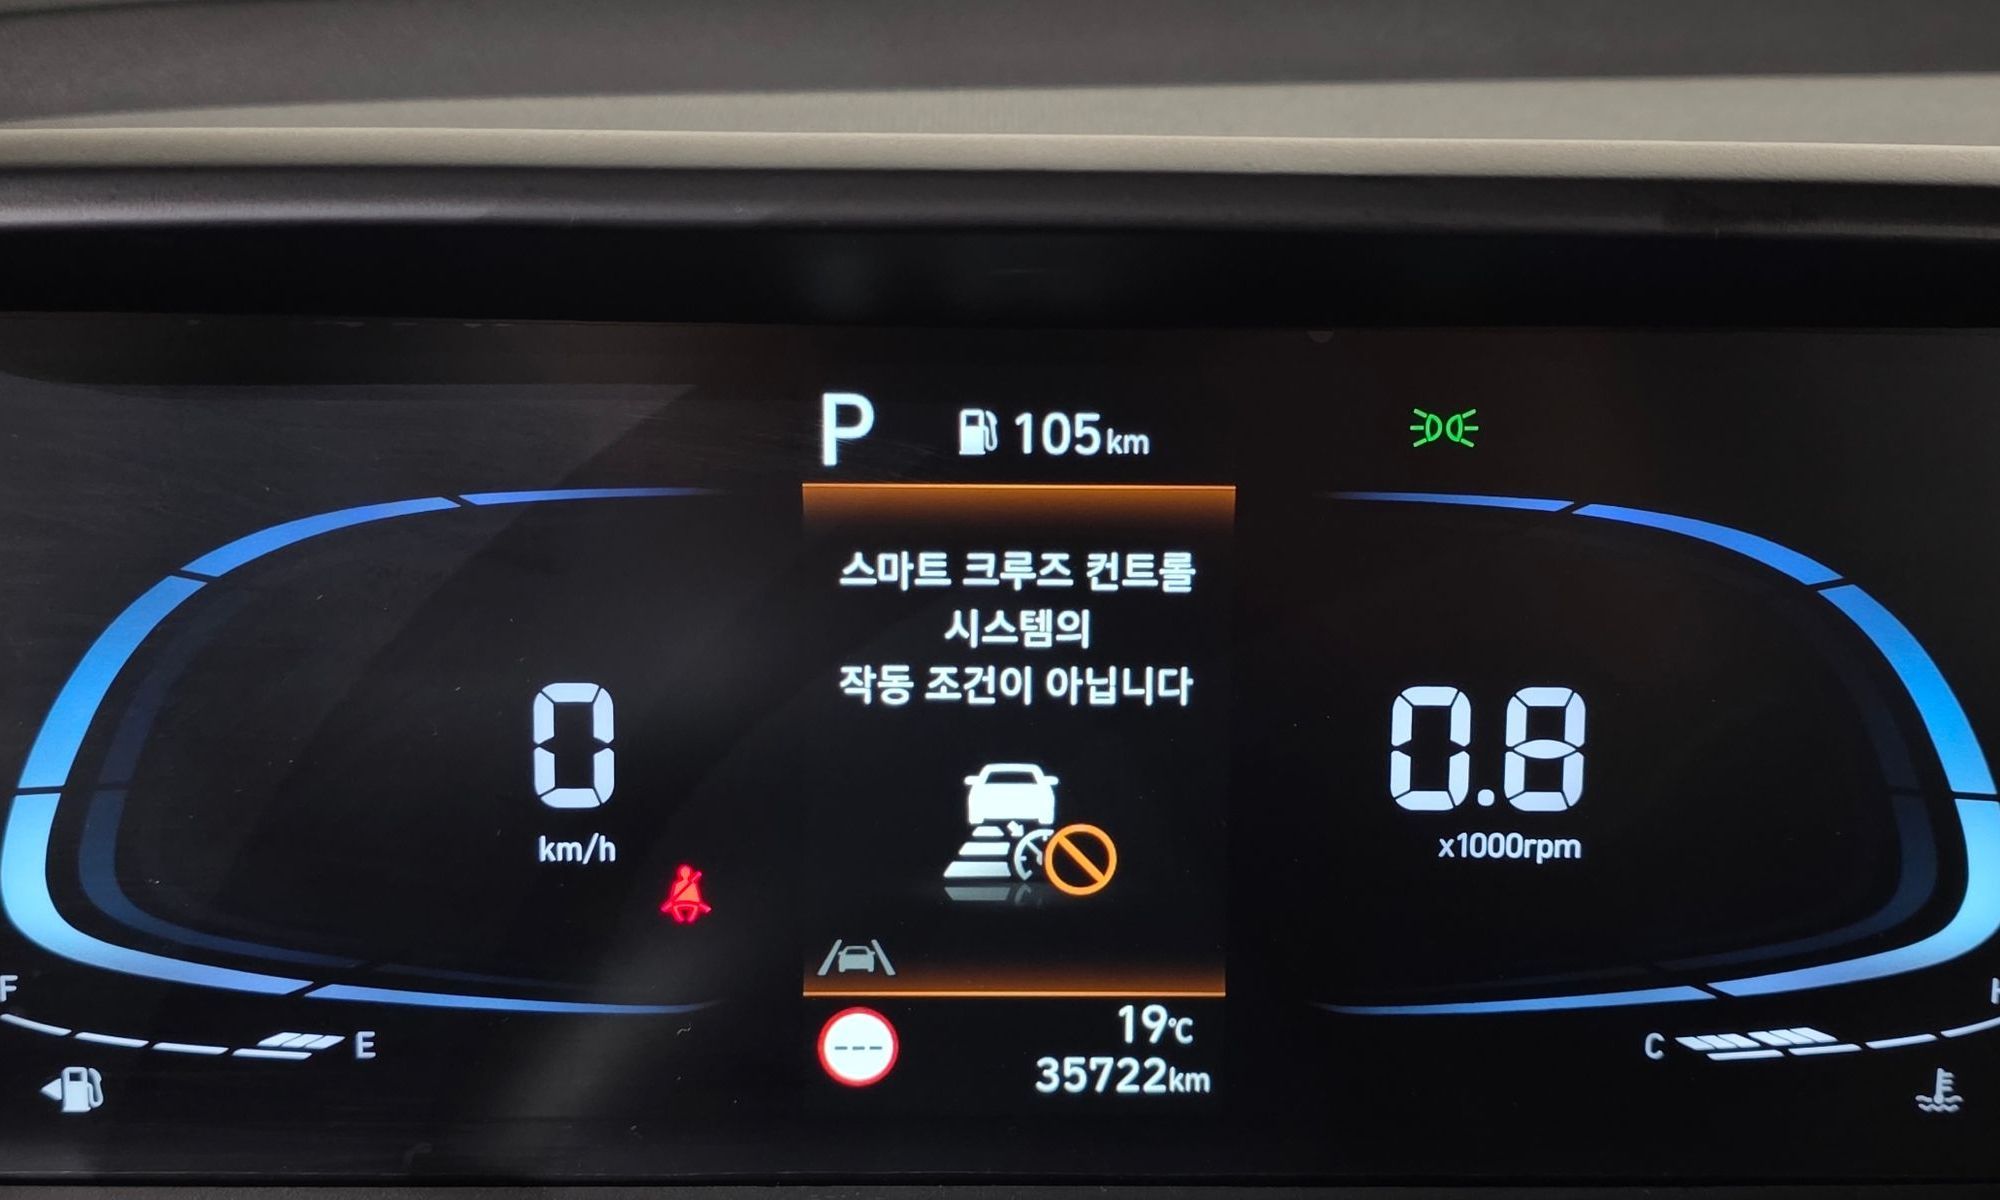 P 105km
스마트 크루즈 컨트롤
시스템의
작동 조건이 아닙니다
0
km/h
0.8
x1000rpm
F
E
--- 19℃
35722km
C
H